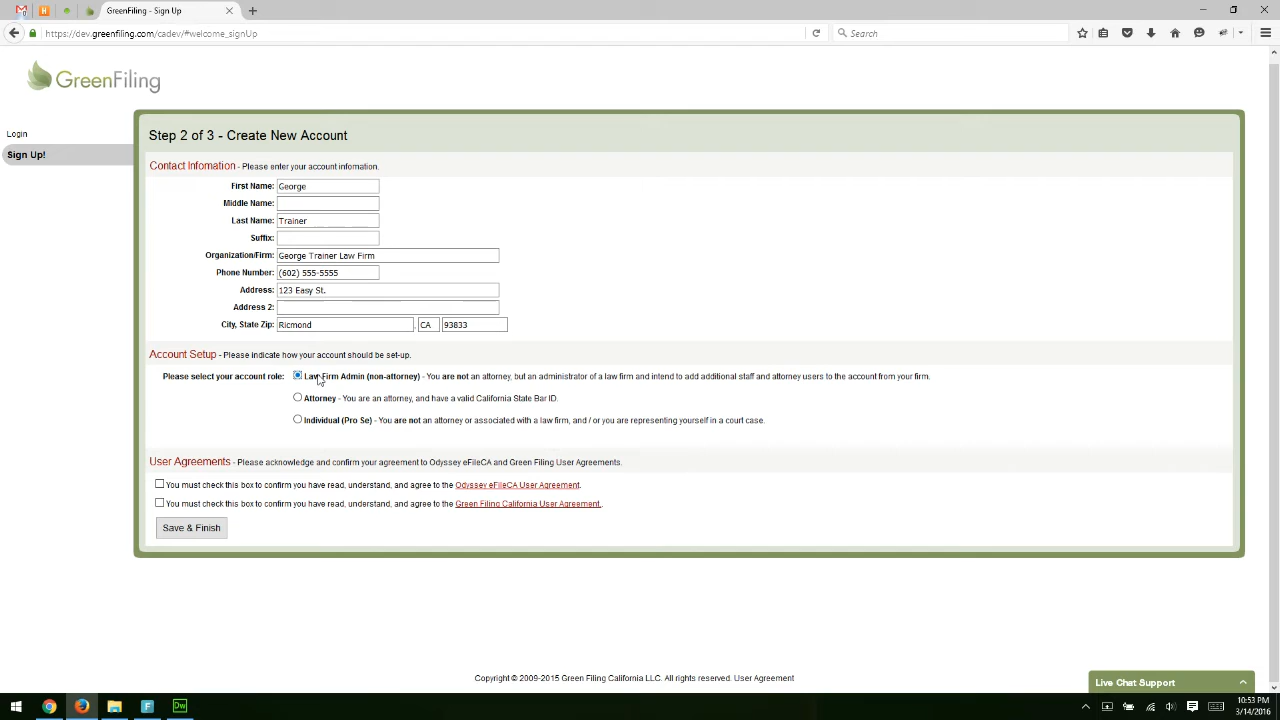 GreenFiling - Sign Up
https://dev.greenfiling.com/cadev/#welcome_signUp
Search
GreenFiling
Login
Sign Up!
Step 2 of 3 - Create New Account
Contact Infomation - Please enter your account infomation.
First Name: George
Middle Name:
Last Name: Trainer
Suffix:
Organization/Firm: George Trainer Law Firm
Phone Number: (602) 555-5555
Address: 123 Easy St.
Address 2:
City, State Zip: Ricmond , CA 93833
Account Setup - Please indicate how your account should be set-up.
Please select your account role: Law Firm Admin (non-attorney) - You are not an attorney, but an administrator of a law firm and intend to add additional staff and attorney users to the account from your firm.
Attorney - You are an attorney, and have a valid California State Bar ID.
Individual (Pro Se) - You are not an attorney or associated with a law firm, and / or you are representing yourself in a court case.
User Agreements - Please acknowledge and confirm your agreement to Odyssey eFileCA and Green Filing User Agreements.
You must check this box to confirm you have read, understand, and agree to the Odyssey eFileCA User Agreement.
You must check this box to confirm you have read, understand, and agree to the Green Filing California User Agreement.
Save & Finish
Copyright © 2009-2015 Green Filing California LLC. All rights reserved. User Agreement
Live Chat Support
10:53 PM
3/14/2016